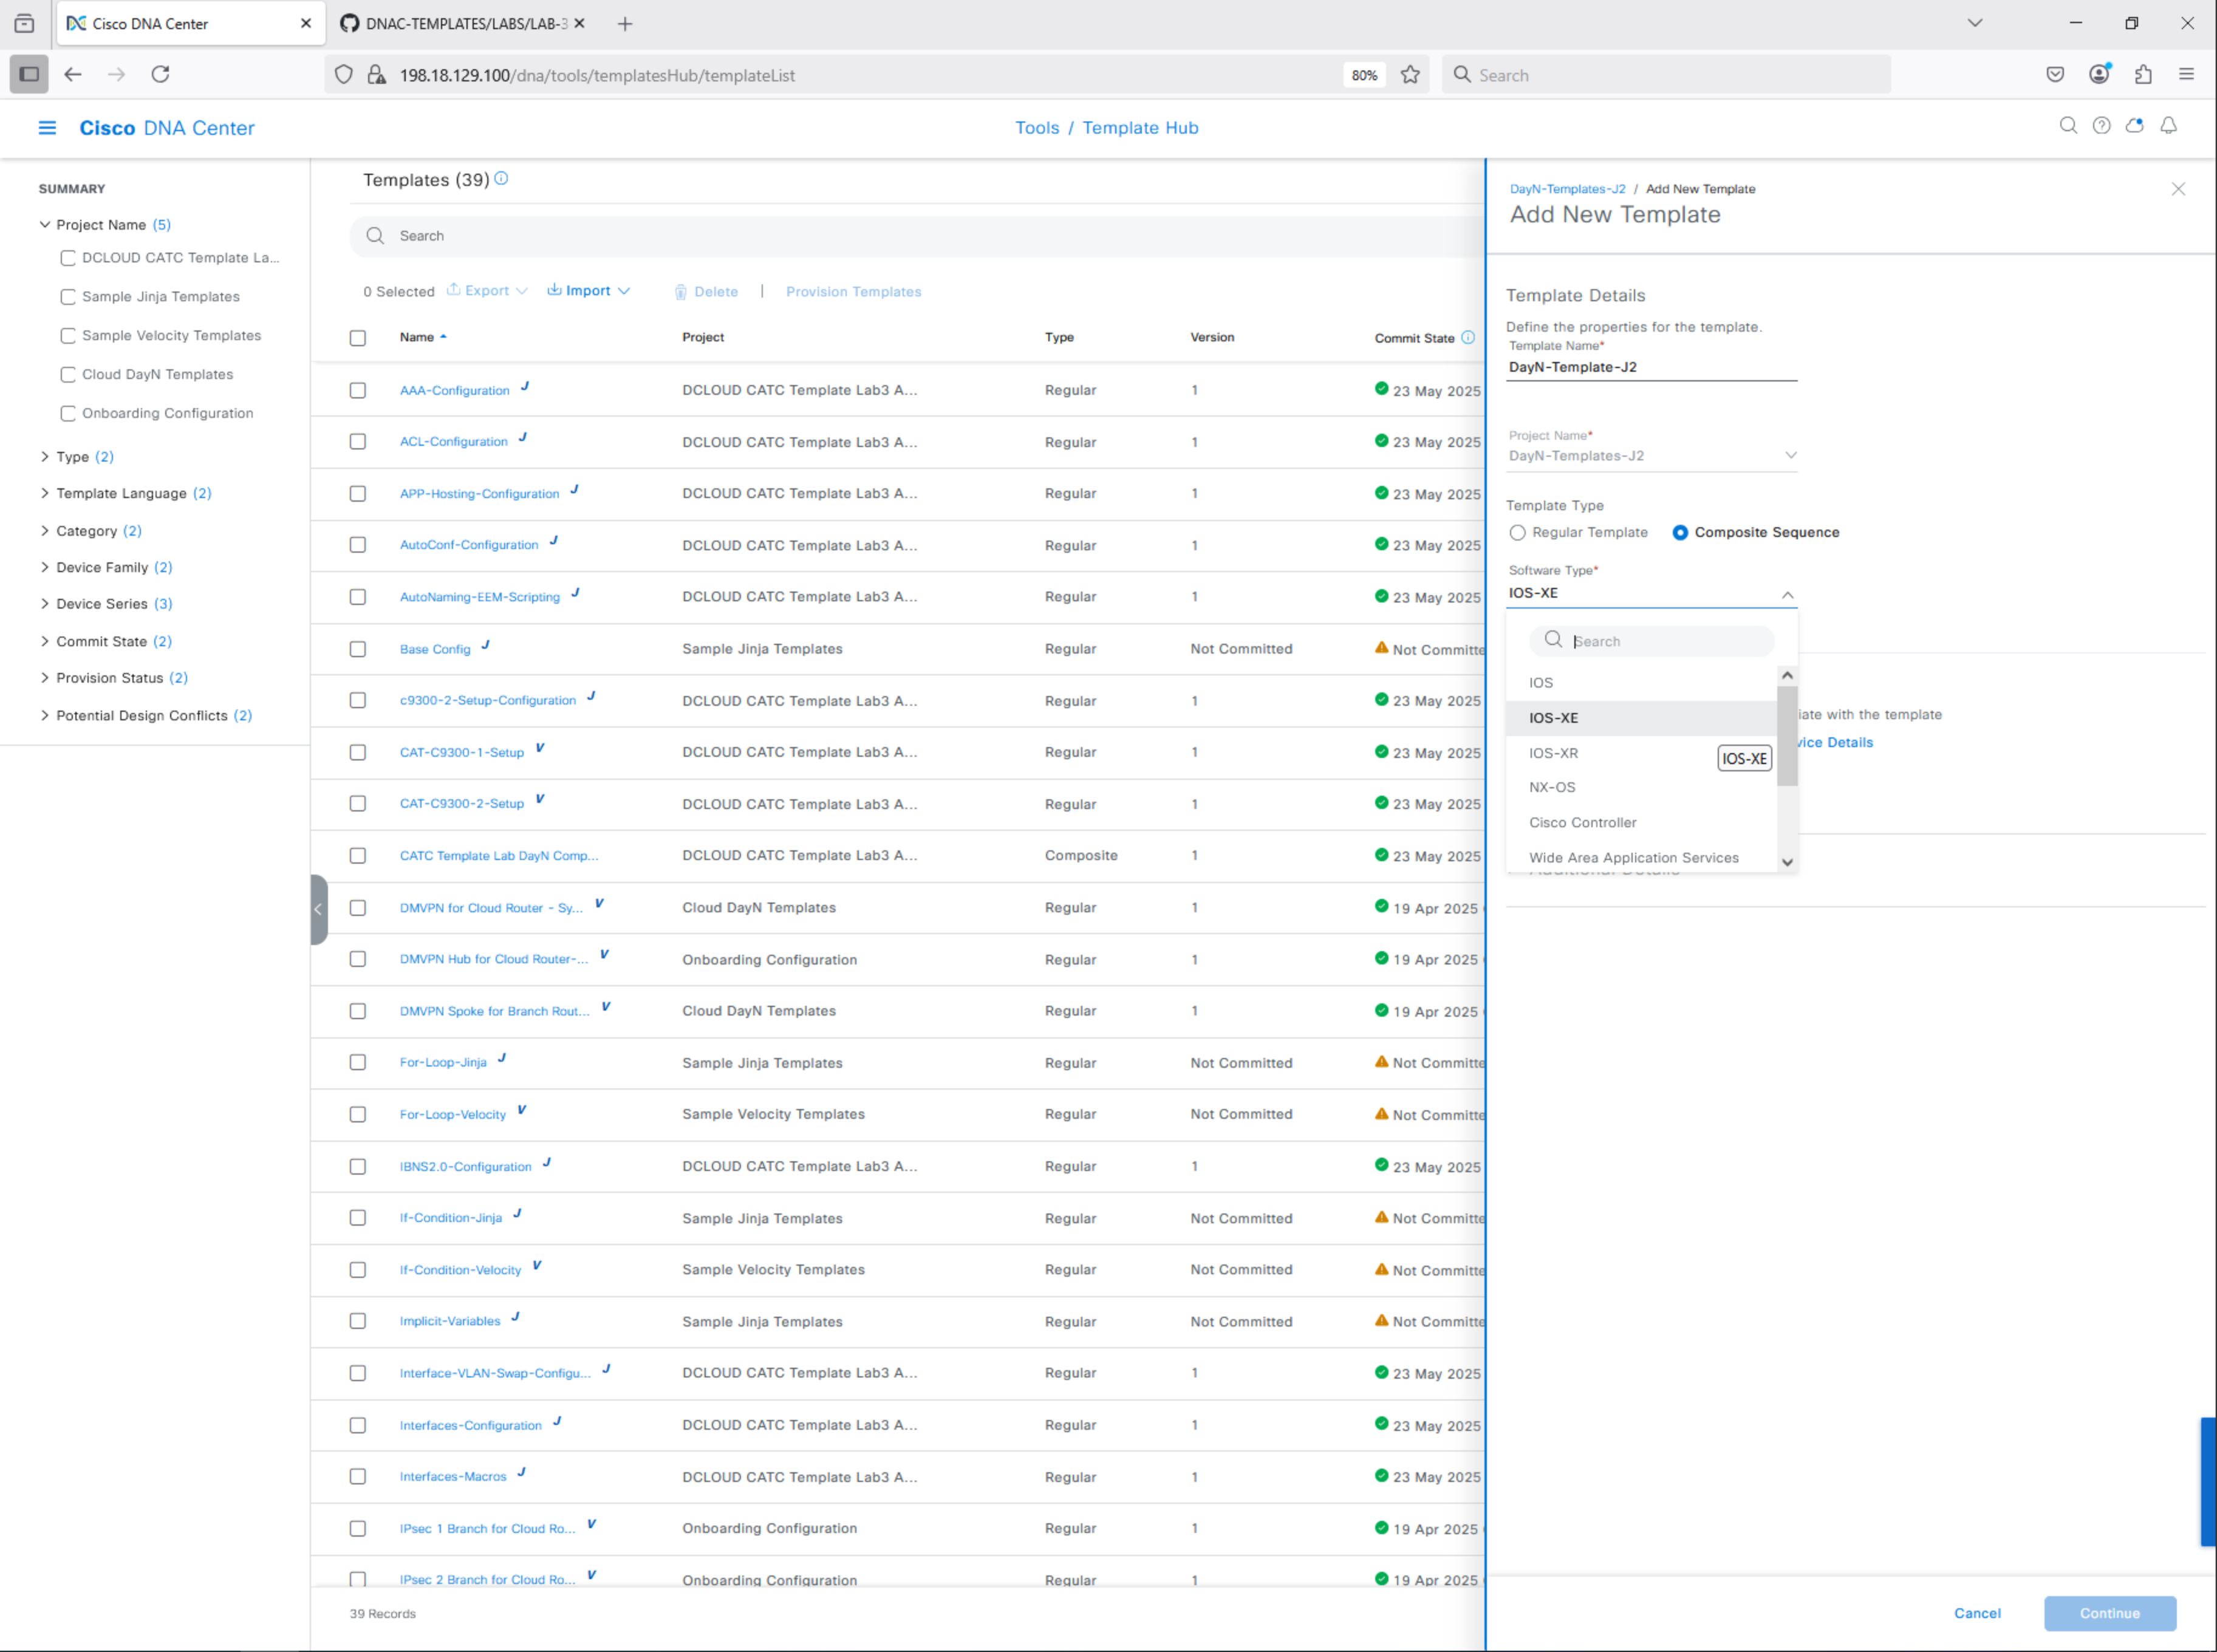 Cisco DNA Center
DNAC-TEMPLATES/LABS/LAB-3
198.18.129.100/dna/tools/templatesHub/templateList
80%
Search
Cisco DNA Center
Tools / Template Hub
SUMMARY
Project Name (5)
DCLOUD CATC Template La...
Sample Jinja Templates
Sample Velocity Templates
Cloud DayN Templates
Onboarding Configuration
Type (2)
Template Language (2)
Category (2)
Device Family (2)
Device Series (3)
Commit State (2)
Provision Status (2)
Potential Design Conflicts (2)
Templates (39)
Search
0 Selected Export Import Delete | Provision Templates
Name Project Type Version Commit State
AAA-Configuration J DCLOUD CATC Template Lab3 A... Regular 1 23 May 2025
ACL-Configuration J DCLOUD CATC Template Lab3 A... Regular 1 23 May 2025
APP-Hosting-Configuration J DCLOUD CATC Template Lab3 A... Regular 1 23 May 2025
AutoConf-Configuration J DCLOUD CATC Template Lab3 A... Regular 1 23 May 2025
AutoNaming-EEM-Scripting J DCLOUD CATC Template Lab3 A... Regular 1 23 May 2025
Base Config J Sample Jinja Templates Regular Not Committed Not Committe
c9300-2-Setup-Configuration J DCLOUD CATC Template Lab3 A... Regular 1 23 May 2025
CAT-C9300-1-Setup V DCLOUD CATC Template Lab3 A... Regular 1 23 May 2025
CAT-C9300-2-Setup V DCLOUD CATC Template Lab3 A... Regular 1 23 May 2025
CATC Template Lab DayN Comp... DCLOUD CATC Template Lab3 A... Composite 1 23 May 2025
DMVPN for Cloud Router - Sy... V Cloud DayN Templates Regular 1 19 Apr 2025
DMVPN Hub for Cloud Router-... V Onboarding Configuration Regular 1 19 Apr 2025
DMVPN Spoke for Branch Rout... V Cloud DayN Templates Regular 1 19 Apr 2025
For-Loop-Jinja J Sample Jinja Templates Regular Not Committed Not Committe
For-Loop-Velocity V Sample Velocity Templates Regular Not Committed Not Committe
IBNS2.0-Configuration J DCLOUD CATC Template Lab3 A... Regular 1 23 May 2025
If-Condition-Jinja J Sample Jinja Templates Regular Not Committed Not Committe
If-Condition-Velocity V Sample Velocity Templates Regular Not Committed Not Committe
Implicit-Variables J Sample Jinja Templates Regular Not Committed Not Committe
Interface-VLAN-Swap-Configu... J DCLOUD CATC Template Lab3 A... Regular 1 23 May 2025
Interfaces-Configuration J DCLOUD CATC Template Lab3 A... Regular 1 23 May 2025
Interfaces-Macros J DCLOUD CATC Template Lab3 A... Regular 1 23 May 2025
IPsec 1 Branch for Cloud Ro... V Onboarding Configuration Regular 1 19 Apr 2025
IPsec 2 Branch for Cloud Ro... V Onboarding Configuration Regular 1 19 Apr 2025
39 Records
DayN-Templates-J2 / Add New Template
Add New Template
Template Details
Define the properties for the template.
Template Name*
DayN-Template-J2
Project Name*
DayN-Templates-J2
Template Type
Regular Template Composite Sequence
Software Type*
IOS-XE
Search
IOS
IOS-XE
iate with the template
IOS-XR
IOS-XE
vice Details
NX-OS
Cisco Controller
Wide Area Application Services
Additional Details
Cancel Continue